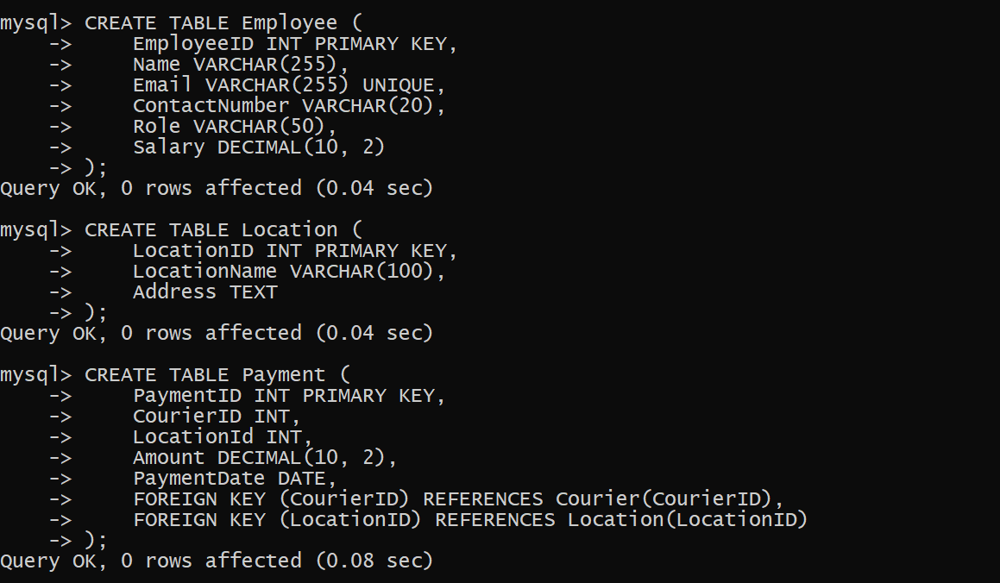 mysql> CREATE TABLE Employee (
    ->     EmployeeID INT PRIMARY KEY,
    ->     Name VARCHAR(255),
    ->     Email VARCHAR(255) UNIQUE,
    ->     ContactNumber VARCHAR(20),
    ->     Role VARCHAR(50),
    ->     Salary DECIMAL(10, 2)
    -> );
Query OK, 0 rows affected (0.04 sec)

mysql> CREATE TABLE Location (
    ->     LocationID INT PRIMARY KEY,
    ->     LocationName VARCHAR(100),
    ->     Address TEXT
    -> );
Query OK, 0 rows affected (0.04 sec)

mysql> CREATE TABLE Payment (
    ->     PaymentID INT PRIMARY KEY,
    ->     CourierID INT,
    ->     LocationId INT,
    ->     Amount DECIMAL(10, 2),
    ->     PaymentDate DATE,
    ->     FOREIGN KEY (CourierID) REFERENCES Courier(CourierID),
    ->     FOREIGN KEY (LocationID) REFERENCES Location(LocationID)
    -> );
Query OK, 0 rows affected (0.08 sec)